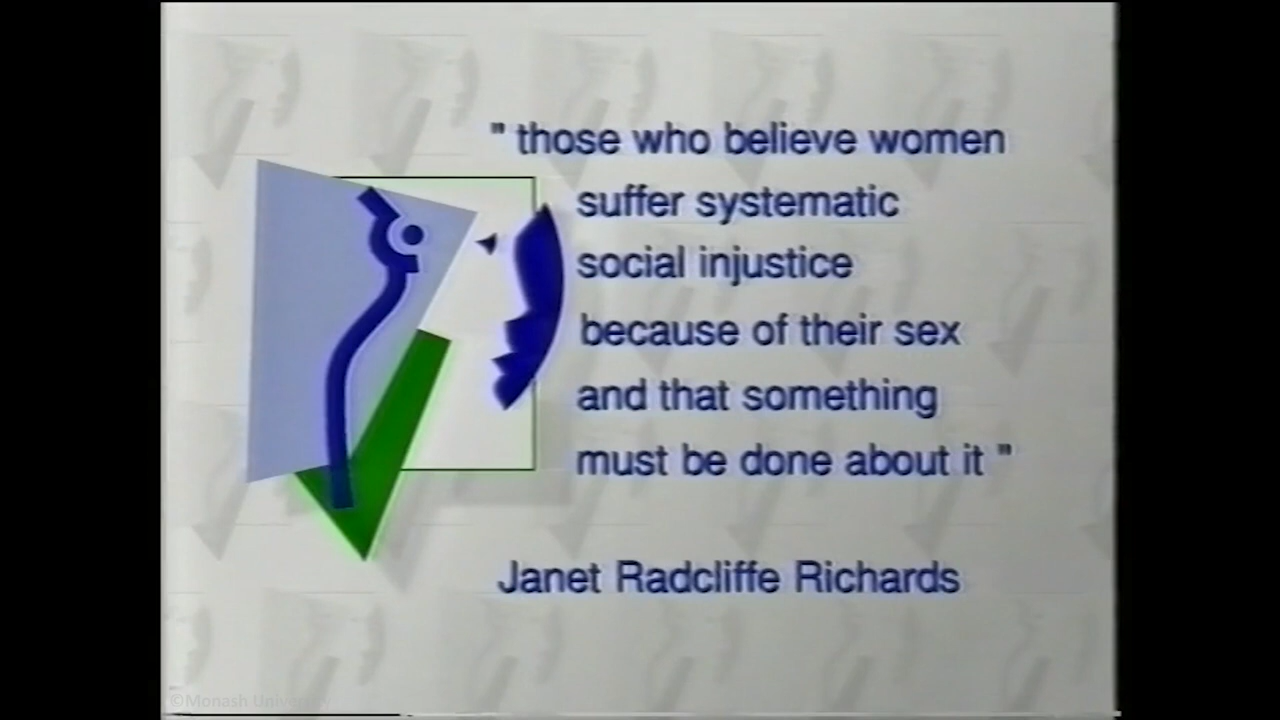 " those who believe women
suffer systematic
social injustice
because of their sex
and that something
must be done about it "
Janet Radcliffe Richards
©Monash University